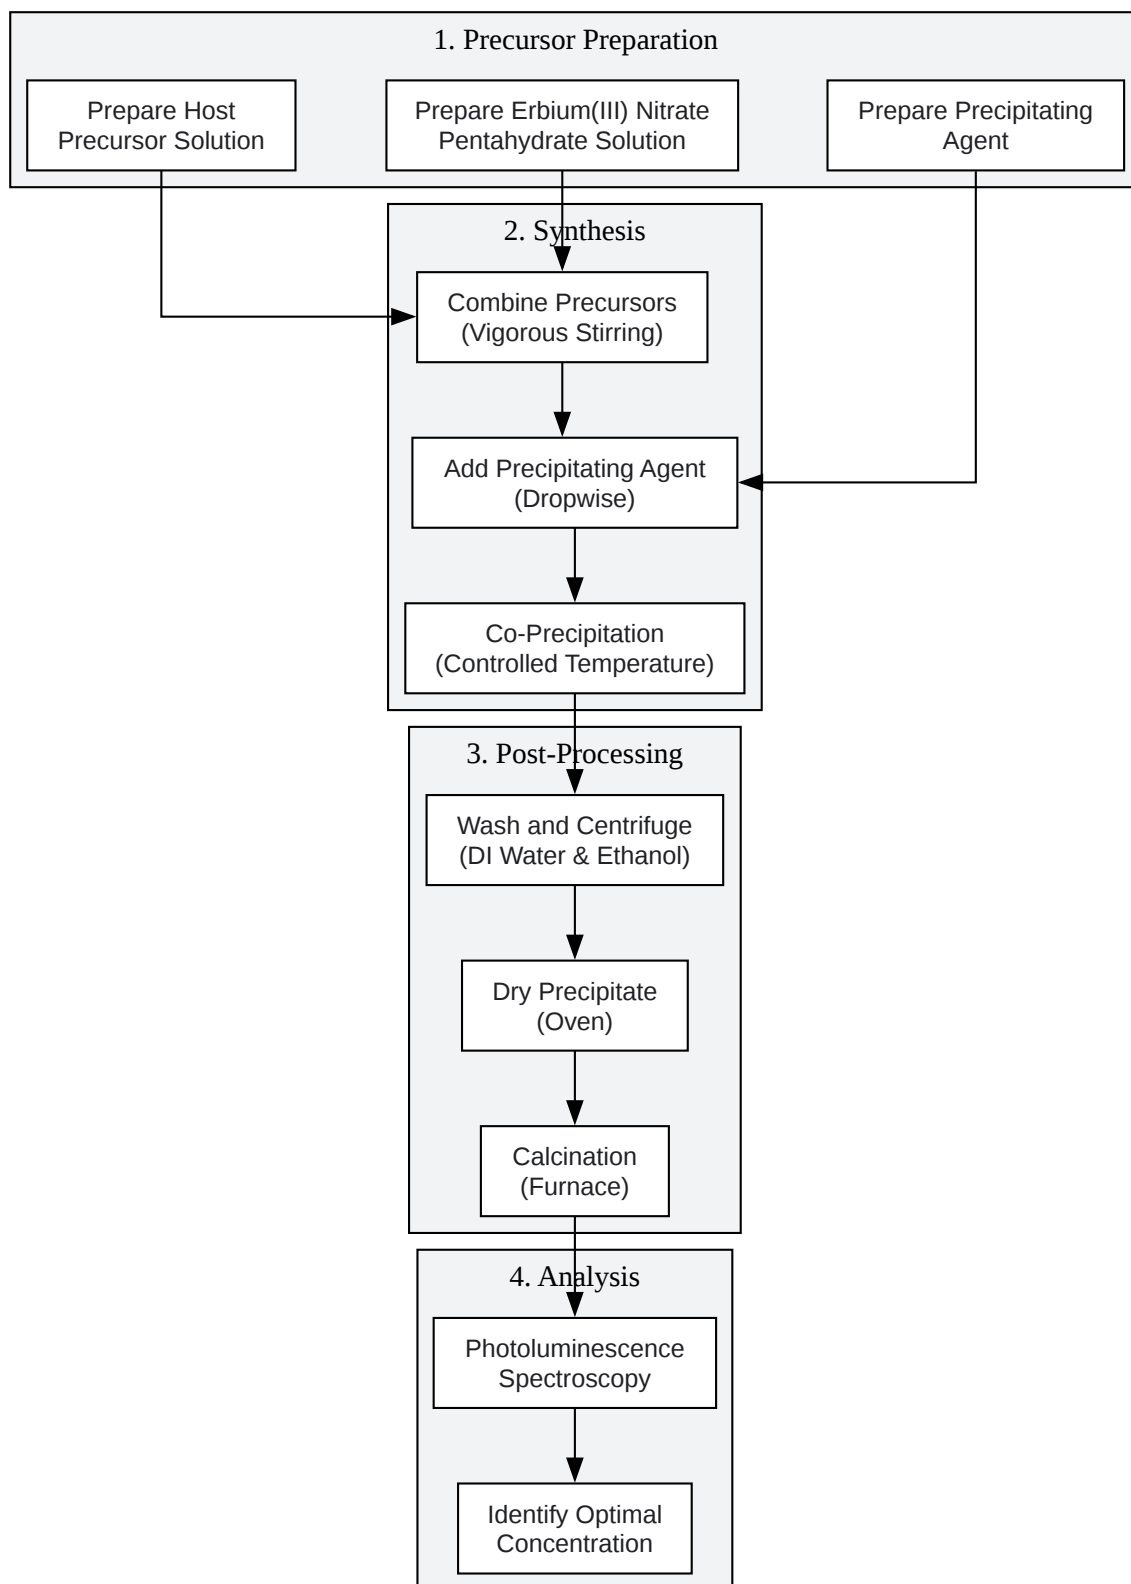 1. Precursor Preparation
Prepare Host
Precursor Solution
Prepare Erbium(III) Nitrate
Pentahydrate Solution
Prepare Precipitating
Agent
2. Synthesis
Combine Precursors
(Vigorous Stirring)
Add Precipitating Agent
(Dropwise)
Co-Precipitation
(Controlled Temperature)
3. Post-Processing
Wash and Centrifuge
(DI Water & Ethanol)
Dry Precipitate
(Oven)
Calcination
(Furnace)
4. Analysis
Photoluminescence
Spectroscopy
Identify Optimal
Concentration